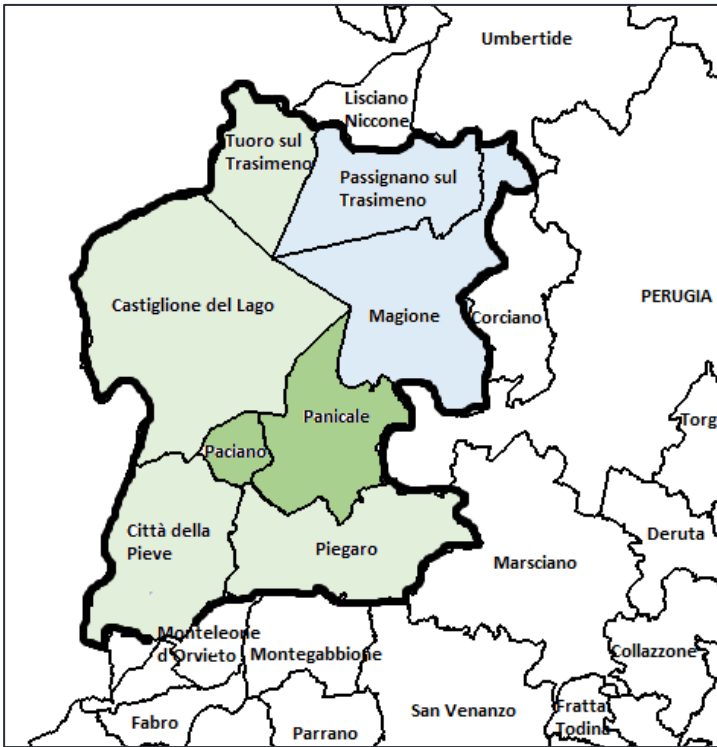 Umbertide
Lisciano
Niccone
Tuoro sul
Trasimeno
Passignano sul
Trasimeno
PERUGIA
Castiglione del Lago
Magione
Corciano
Panicale
Torg
Paciano
Città della
Pieve
Piegaro
Deruta
Marsciano
Monteleone
d'Orvieto
Montegabbione
Collazzone
San Venanzo
Fratta
Todina
Fabro
Parrano